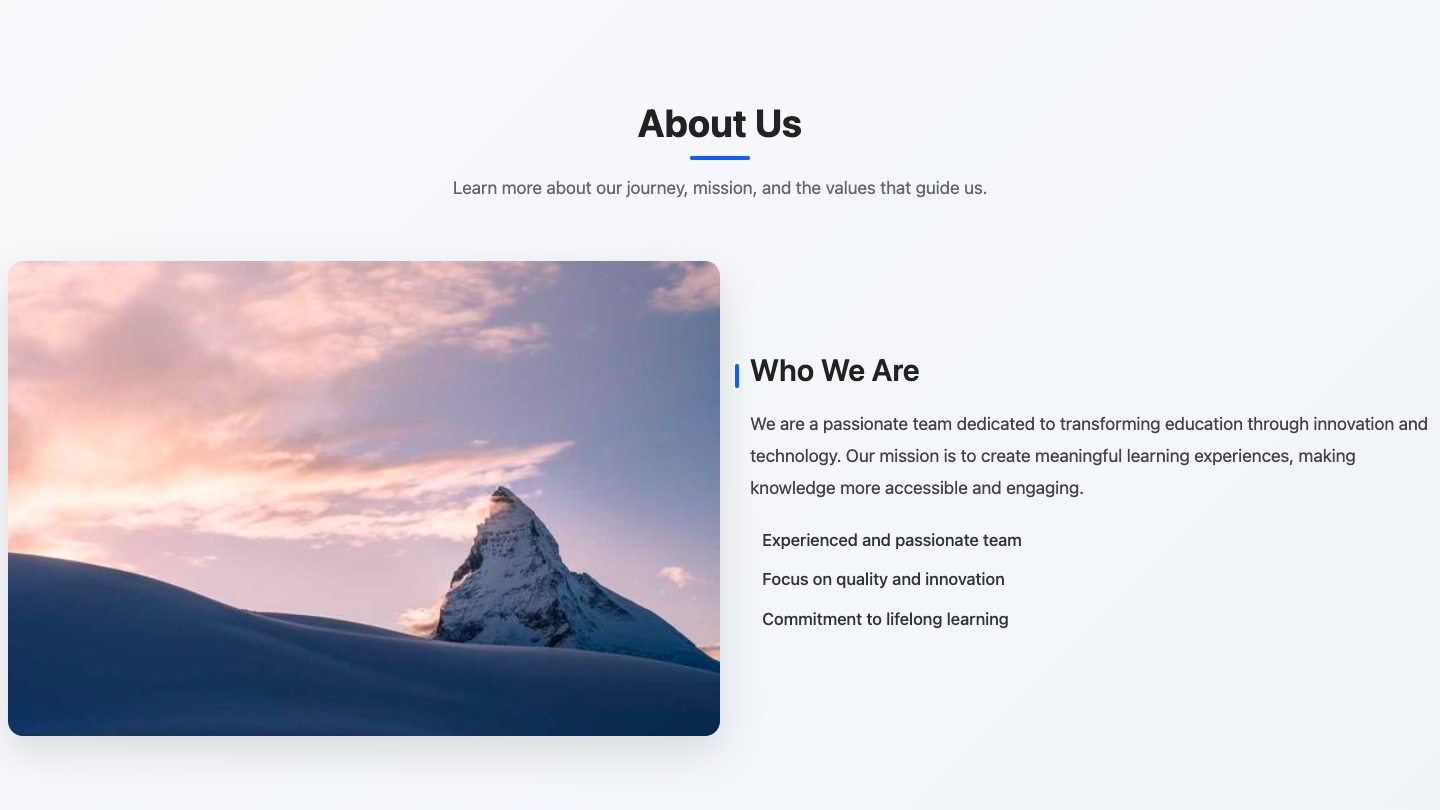 About Us
Learn more about our journey, mission, and the values that guide us.
Who We Are
We are a passionate team dedicated to transforming education through innovation and
technology. Our mission is to create meaningful learning experiences, making
knowledge more accessible and engaging.
Experienced and passionate team
Focus on quality and innovation
Commitment to lifelong learning